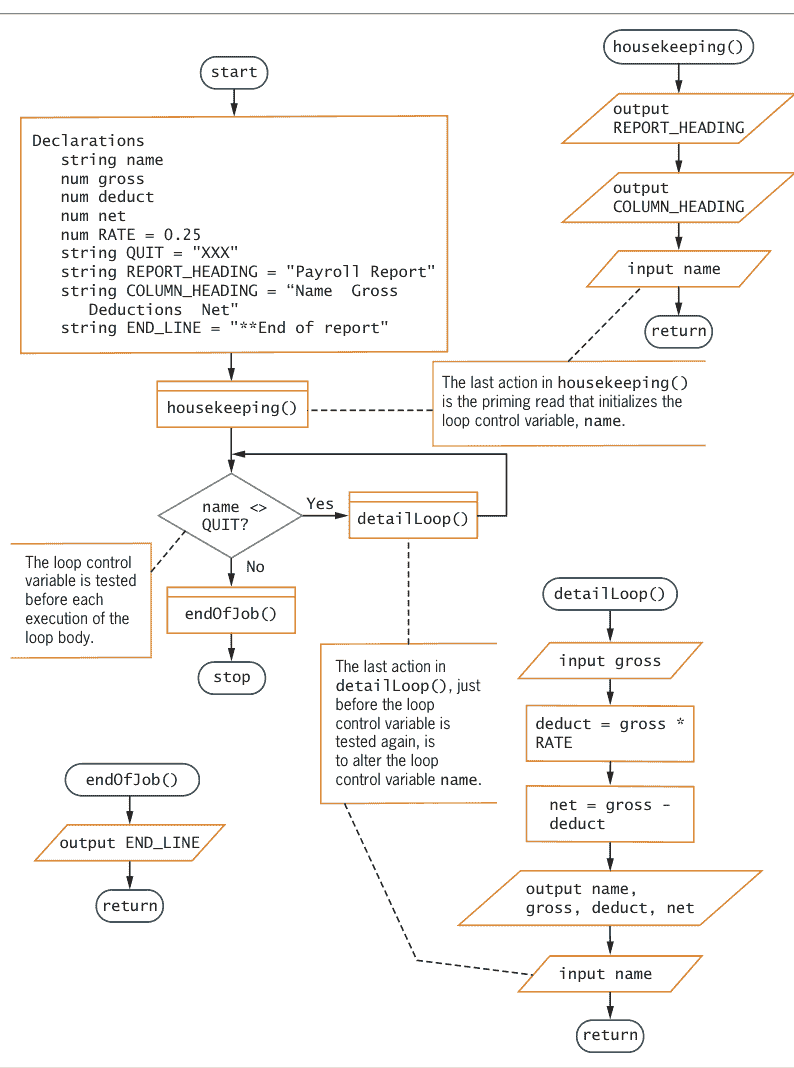 start
Declarations
string name
num gross
num deduct
num net
num RATE = 0.25
string QUIT = "XXX"
string REPORT_HEADING = "Payroll Report"
string COLUMN_HEADING = "Name  Gross
Deductions  Net"
string END_LINE = "**End of report"
housekeeping()
name <>
QUIT?
Yes
detailLoop()
No
endOfJob()
stop
The loop control
variable is tested
before each
execution of the
loop body.
housekeeping()
output
REPORT_HEADING
output
COLUMN_HEADING
input name
return
The last action in housekeeping()
is the priming read that initializes the
loop control variable, name.
The last action in
detailLoop(), just
before the loop
control variable is
tested again, is
to alter the loop
control variable name.
endOfJob()
output END_LINE
return
detailLoop()
input gross
deduct = gross *
RATE
net = gross -
deduct
output name,
gross, deduct, net
input name
return